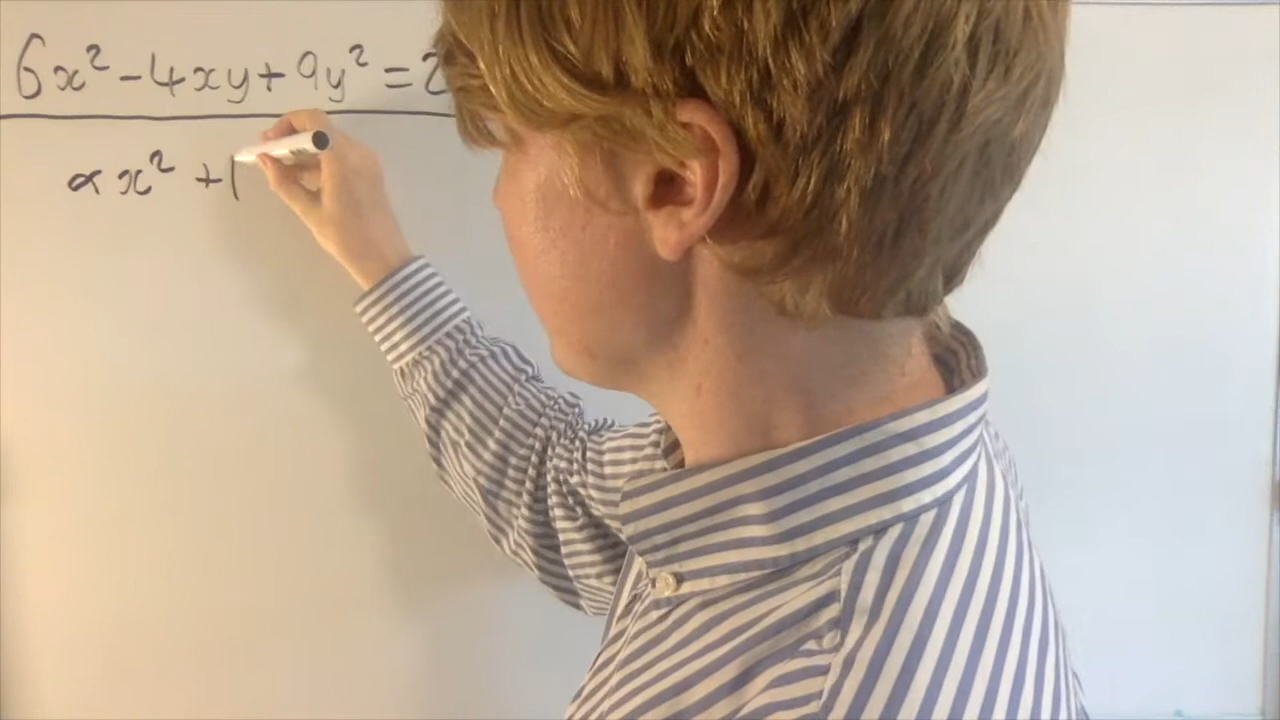 6x² - 4xy + 9y² = 2
αx² +